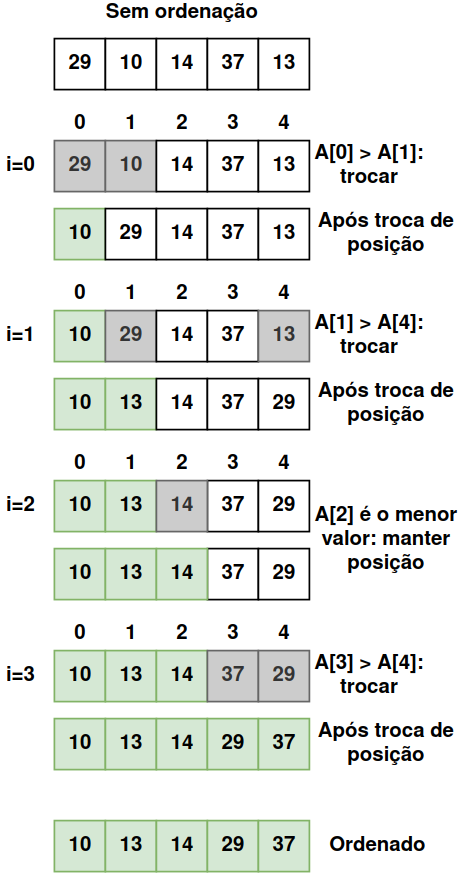 Sem ordenação
29 10 14 37 13
0 1 2 3 4
i=0 29 10 14 37 13 A[0] > A[1]:
trocar
10 29 14 37 13 Após troca de
posição
0 1 2 3 4
i=1 10 29 14 37 13 A[1] > A[4]:
trocar
10 13 14 37 29 Após troca de
posição
0 1 2 3 4
i=2 10 13 14 37 29 A[2] é o menor
valor: manter
10 13 14 37 29 posição
0 1 2 3 4
i=3 10 13 14 37 29 A[3] > A[4]:
trocar
10 13 14 29 37 Após troca de
posição
10 13 14 29 37 Ordenado